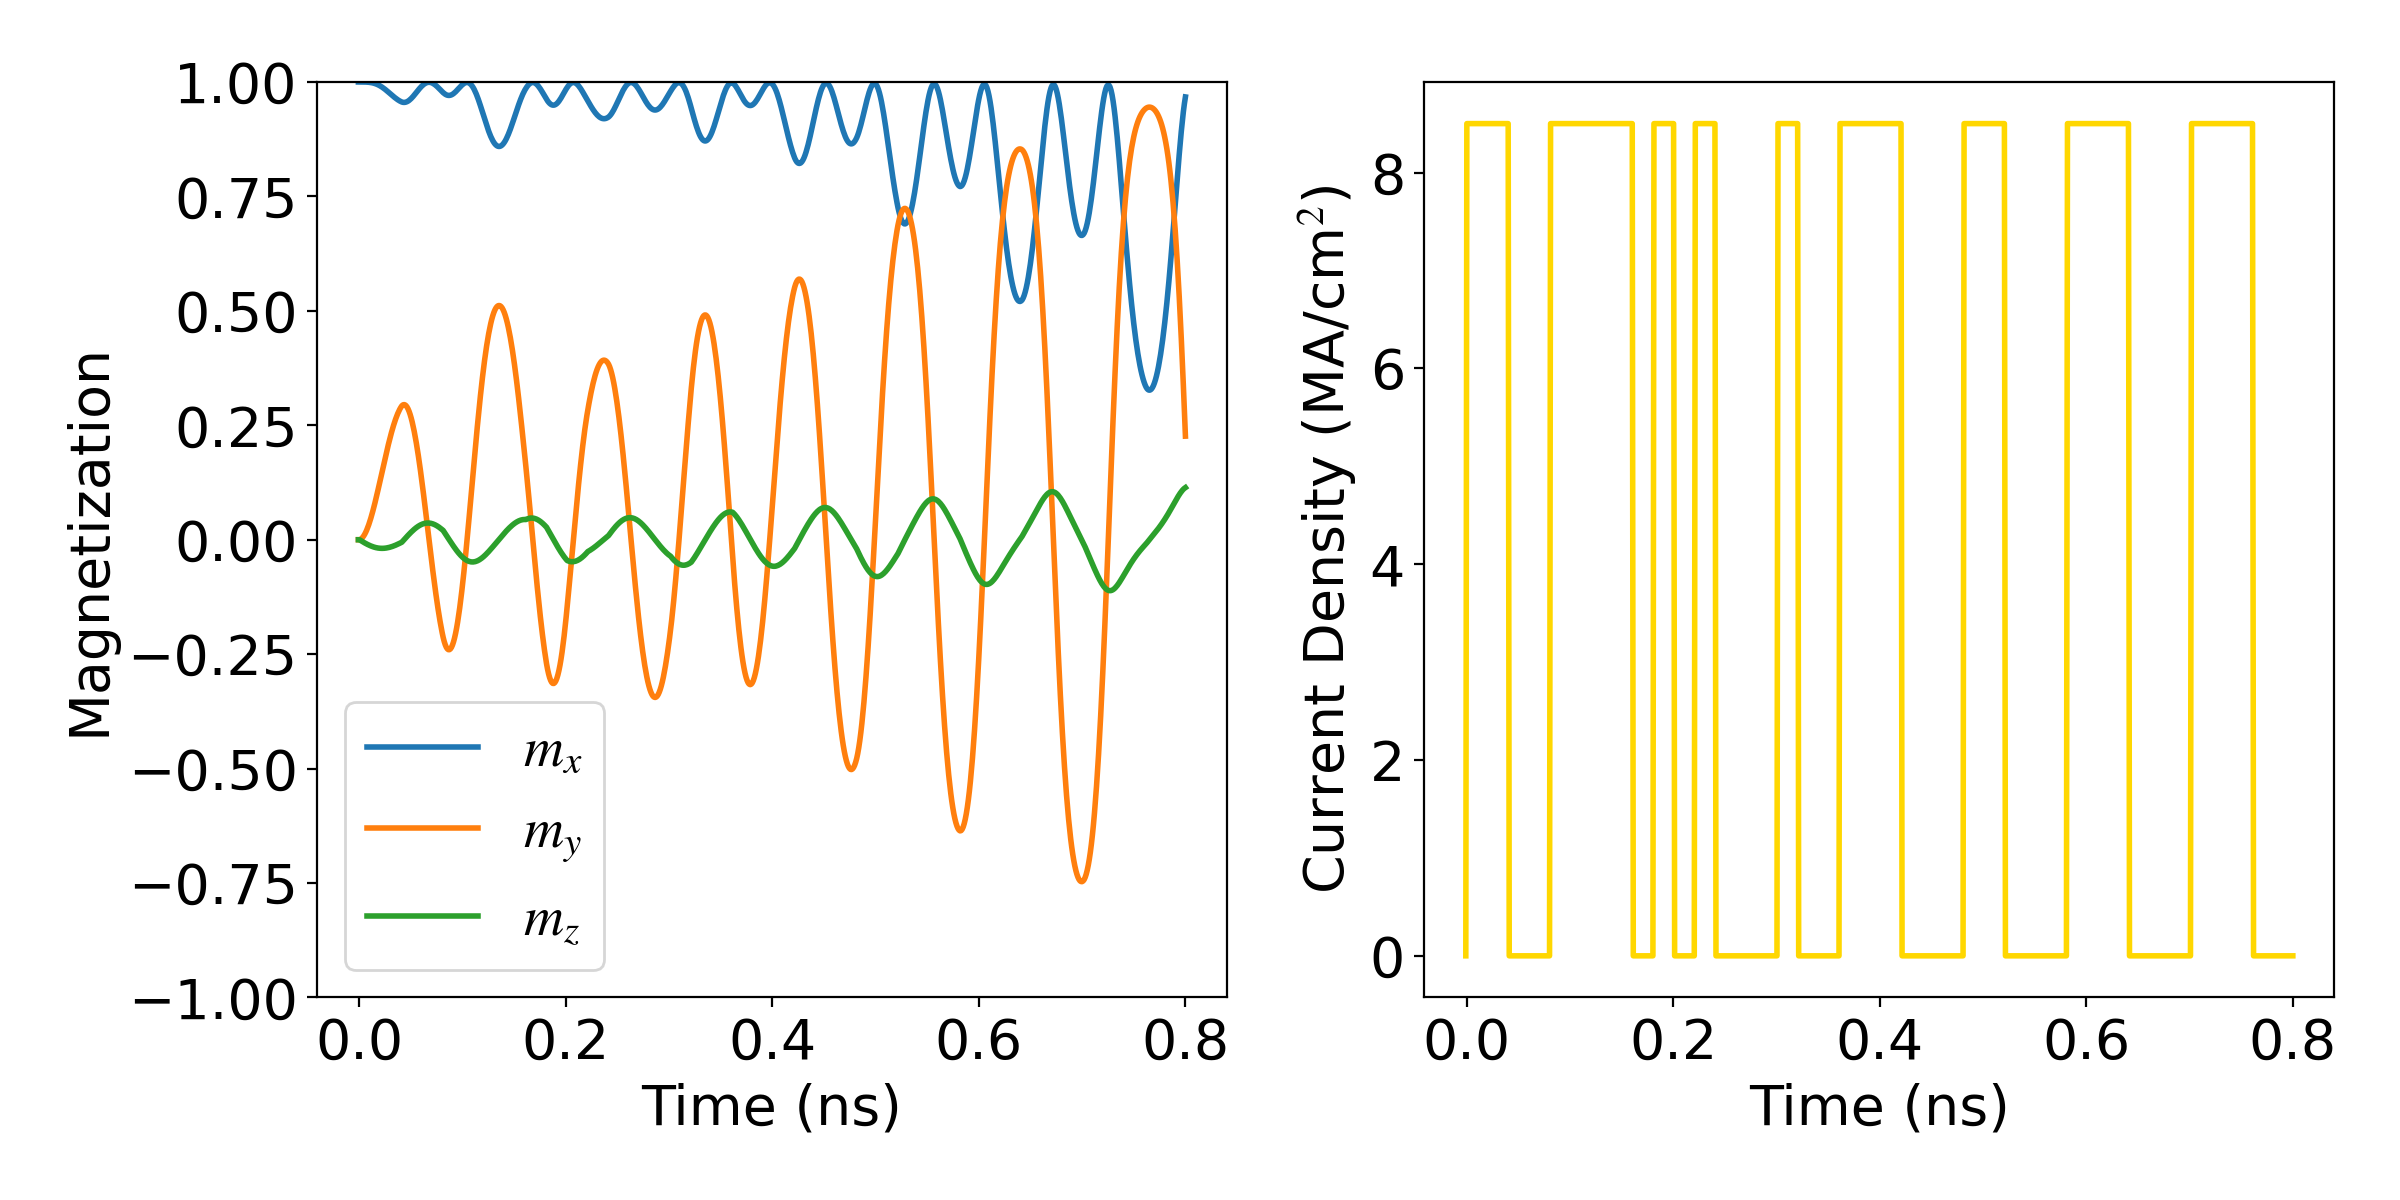 Magnetization
1.00
0.75
0.50
0.25
0.00
−0.25
−0.50
−0.75
−1.00
m_x
m_y
m_z
0.0 0.2 0.4 0.6 0.8
Time (ns)
Current Density (MA/cm²)
8
6
4
2
0
0.0 0.2 0.4 0.6 0.8
Time (ns)